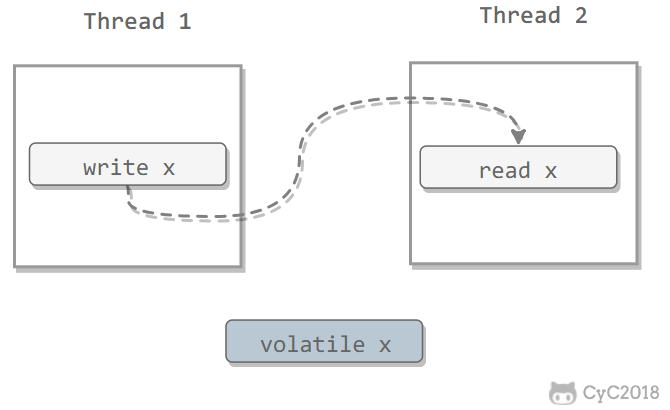 Thread 1
Thread 2
write x
read x
volatile x
CyC2018